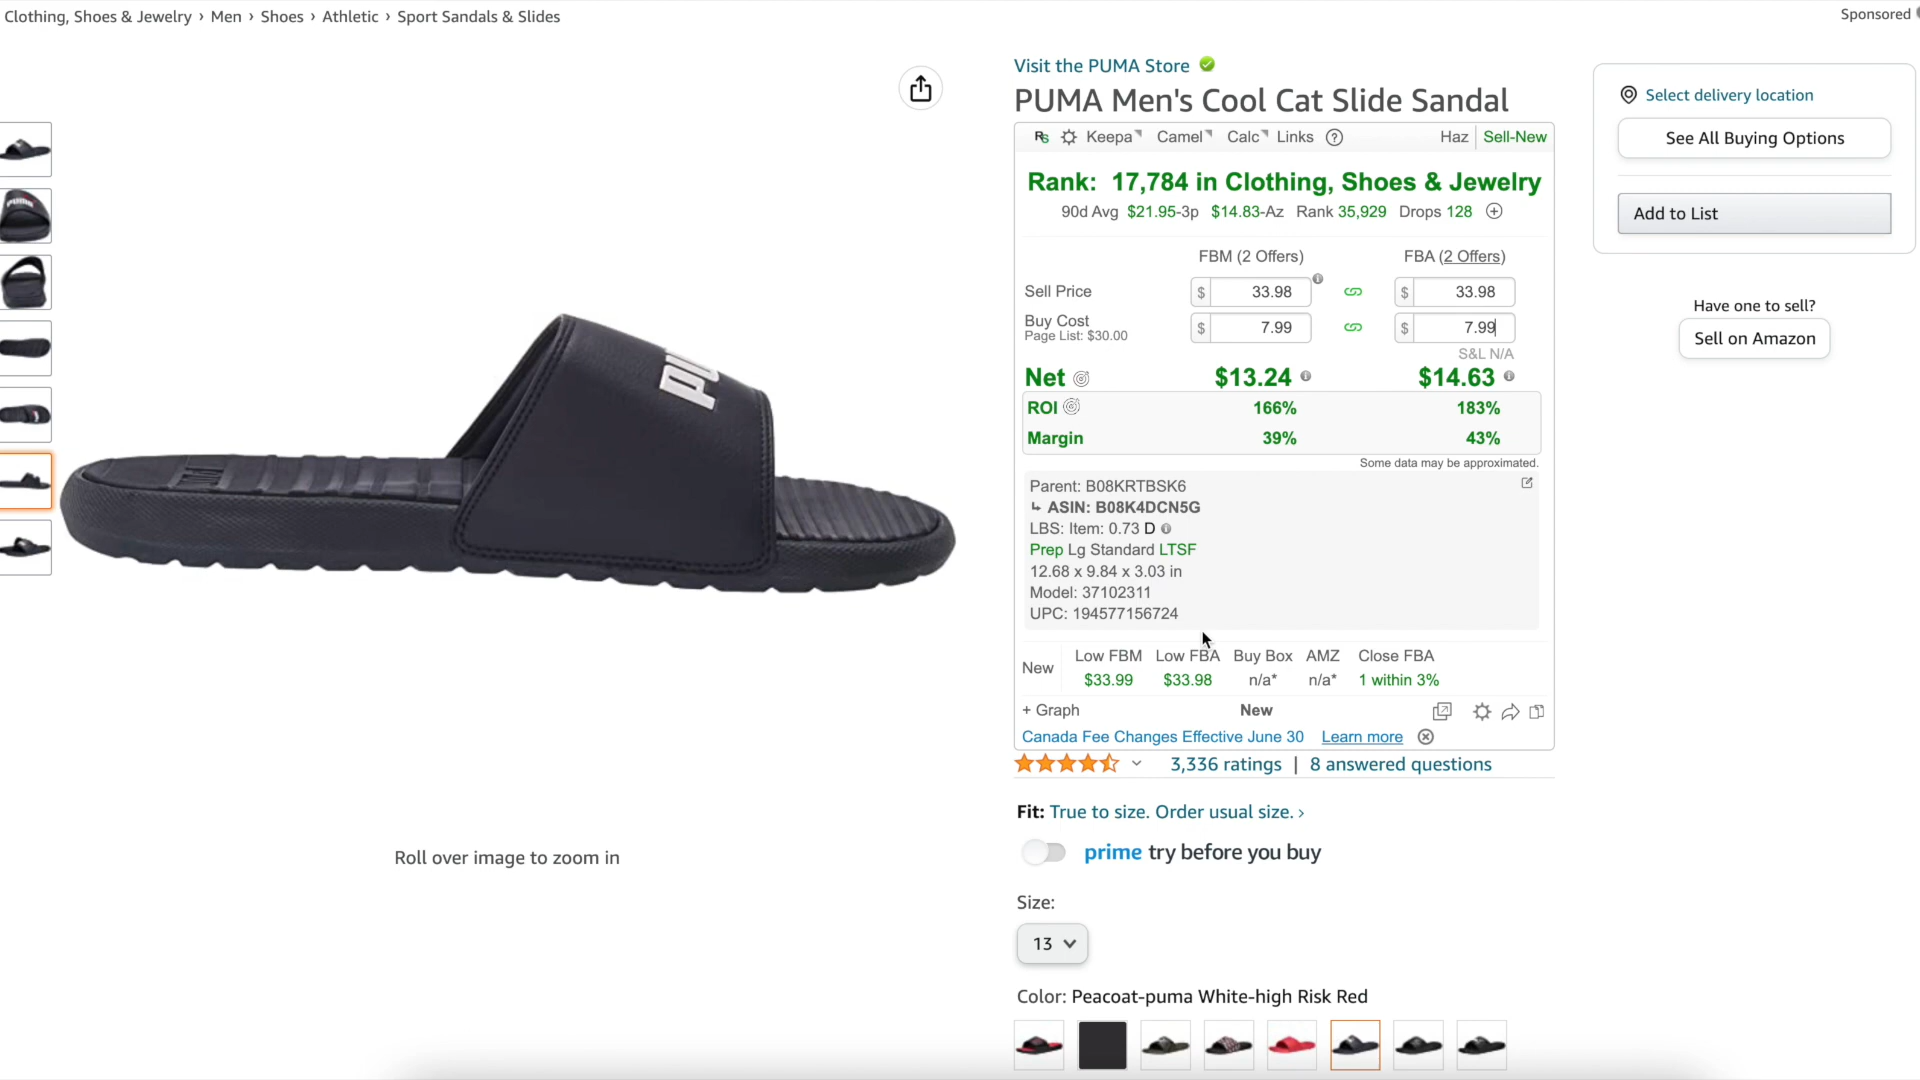 Clothing, Shoes & Jewelry › Men › Shoes › Athletic › Sport Sandals & Slides
Sponsored
Visit the PUMA Store
PUMA Men's Cool Cat Slide Sandal
RS Keepa Camel Calc Links ? Haz Sell-New
Rank: 17,784 in Clothing, Shoes & Jewelry
90d Avg $21.95-3p $14.83-Az Rank 35,929 Drops 128
FBM (2 Offers) FBA (2 Offers)
Sell Price $ 33.98 $ 33.98
Buy Cost $ 7.99 $ 7.99
Page List: $30.00
S&L N/A
Net $13.24 $14.63
ROI 166% 183%
Margin 39% 43%
Some data may be approximated.
Parent: B08KRTBSK6
↳ ASIN: B08K4DCN5G
LBS: Item: 0.73 D
Prep Lg Standard LTSF
12.68 x 9.84 x 3.03 in
Model: 37102311
UPC: 194577156724
Low FBM Low FBA Buy Box AMZ Close FBA
New $33.99 $33.98 n/a* n/a* 1 within 3%
+ Graph New
Canada Fee Changes Effective June 30 Learn more
3,336 ratings | 8 answered questions
Fit: True to size. Order usual size. ›
prime try before you buy
Size:
13
Color: Peacoat-puma White-high Risk Red
Select delivery location
See All Buying Options
Add to List
Have one to sell?
Sell on Amazon
Roll over image to zoom in